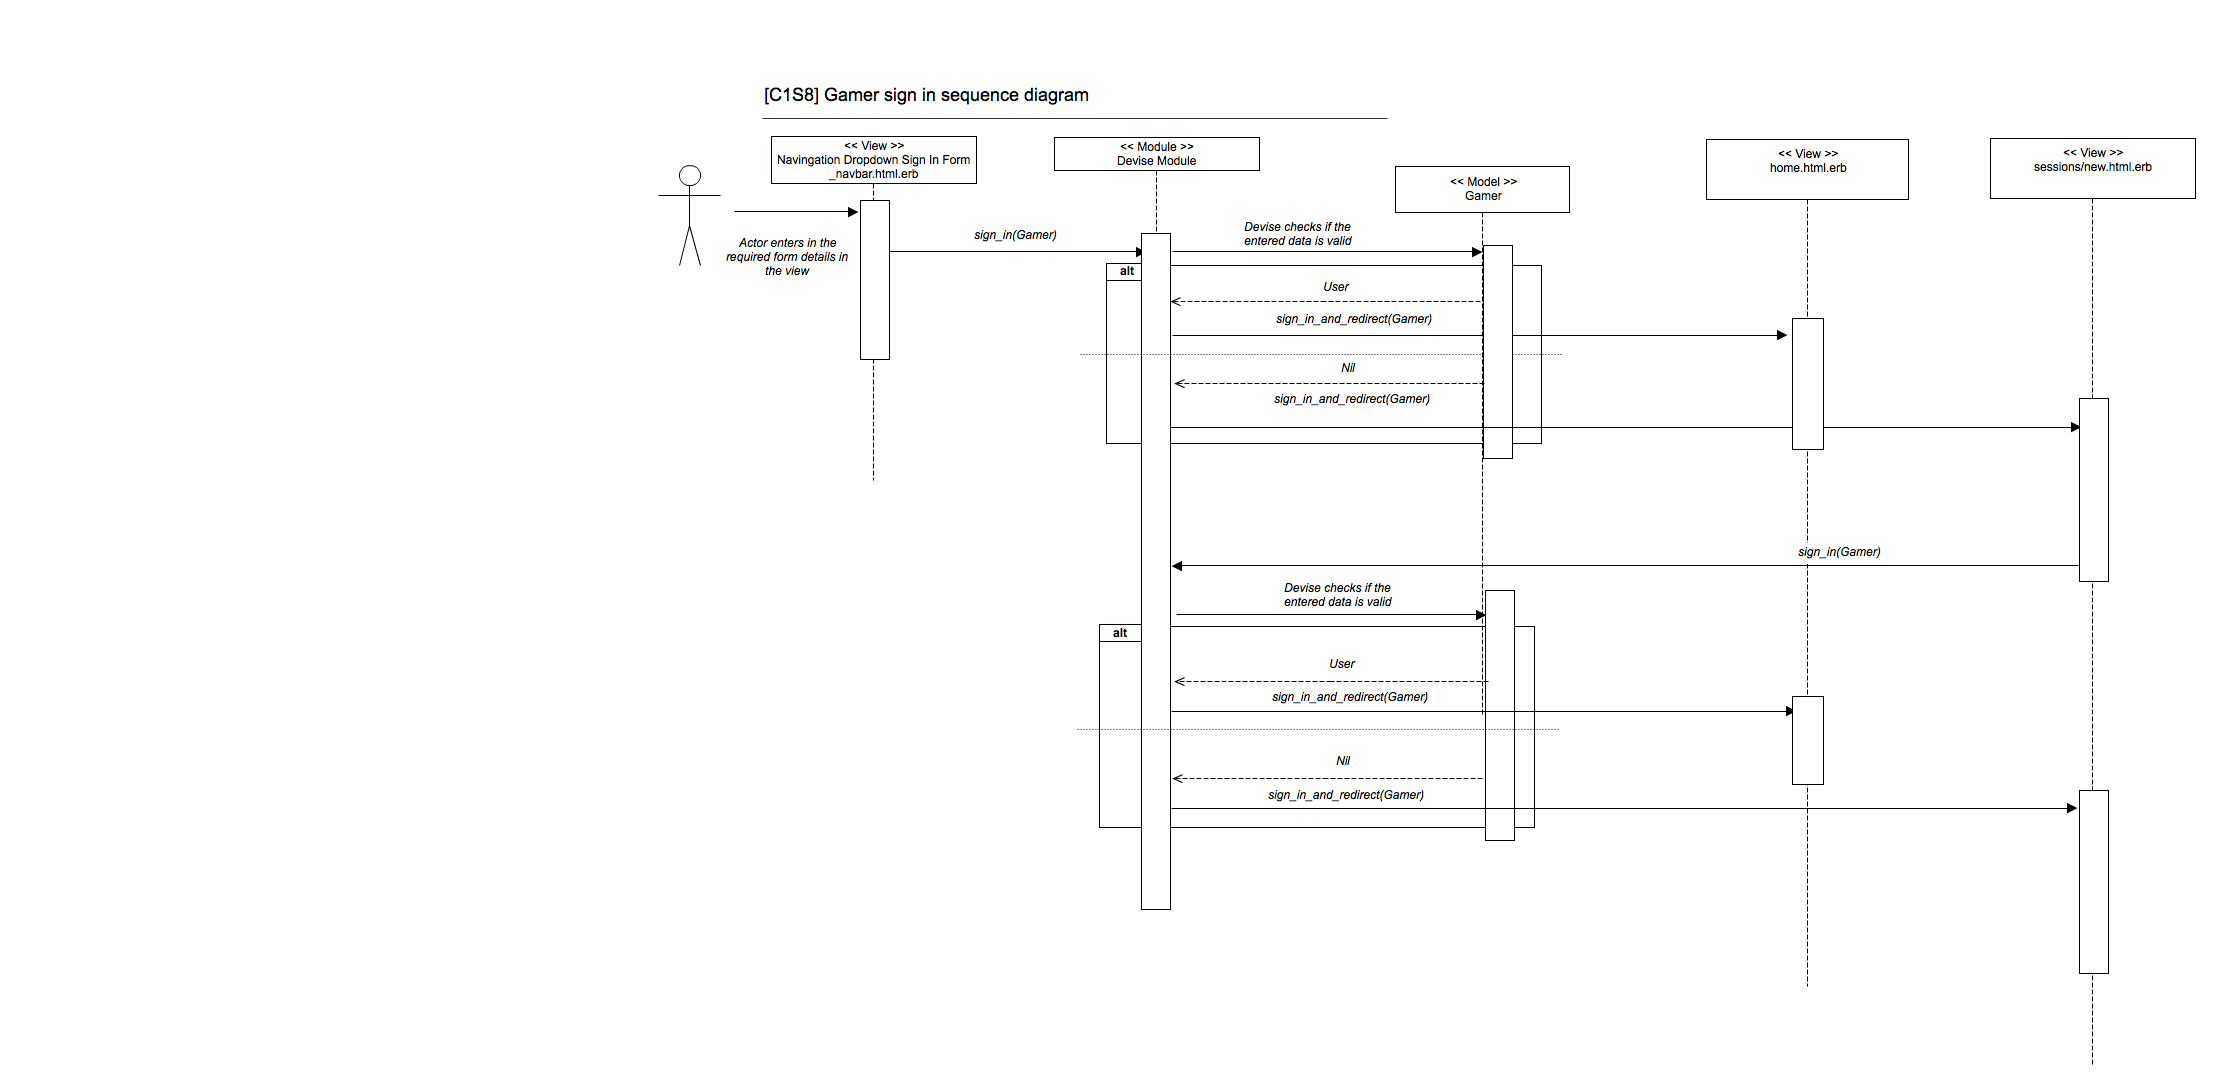 [C1S8] Gamer sign in sequence diagram
<< View >>
Navingation Dropdown Sign In Form
_navbar.html.erb
<< Module >>
Devise Module
<< Model >>
Gamer
<< View >>
home.html.erb
<< View >>
sessions/new.html.erb
Actor enters in the
required form details in
the view
sign_in(Gamer)
Devise checks if the
entered data is valid
alt
User
sign_in_and_redirect(Gamer)
Nil
sign_in_and_redirect(Gamer)
sign_in(Gamer)
Devise checks if the
entered data is valid
alt
User
sign_in_and_redirect(Gamer)
Nil
sign_in_and_redirect(Gamer)